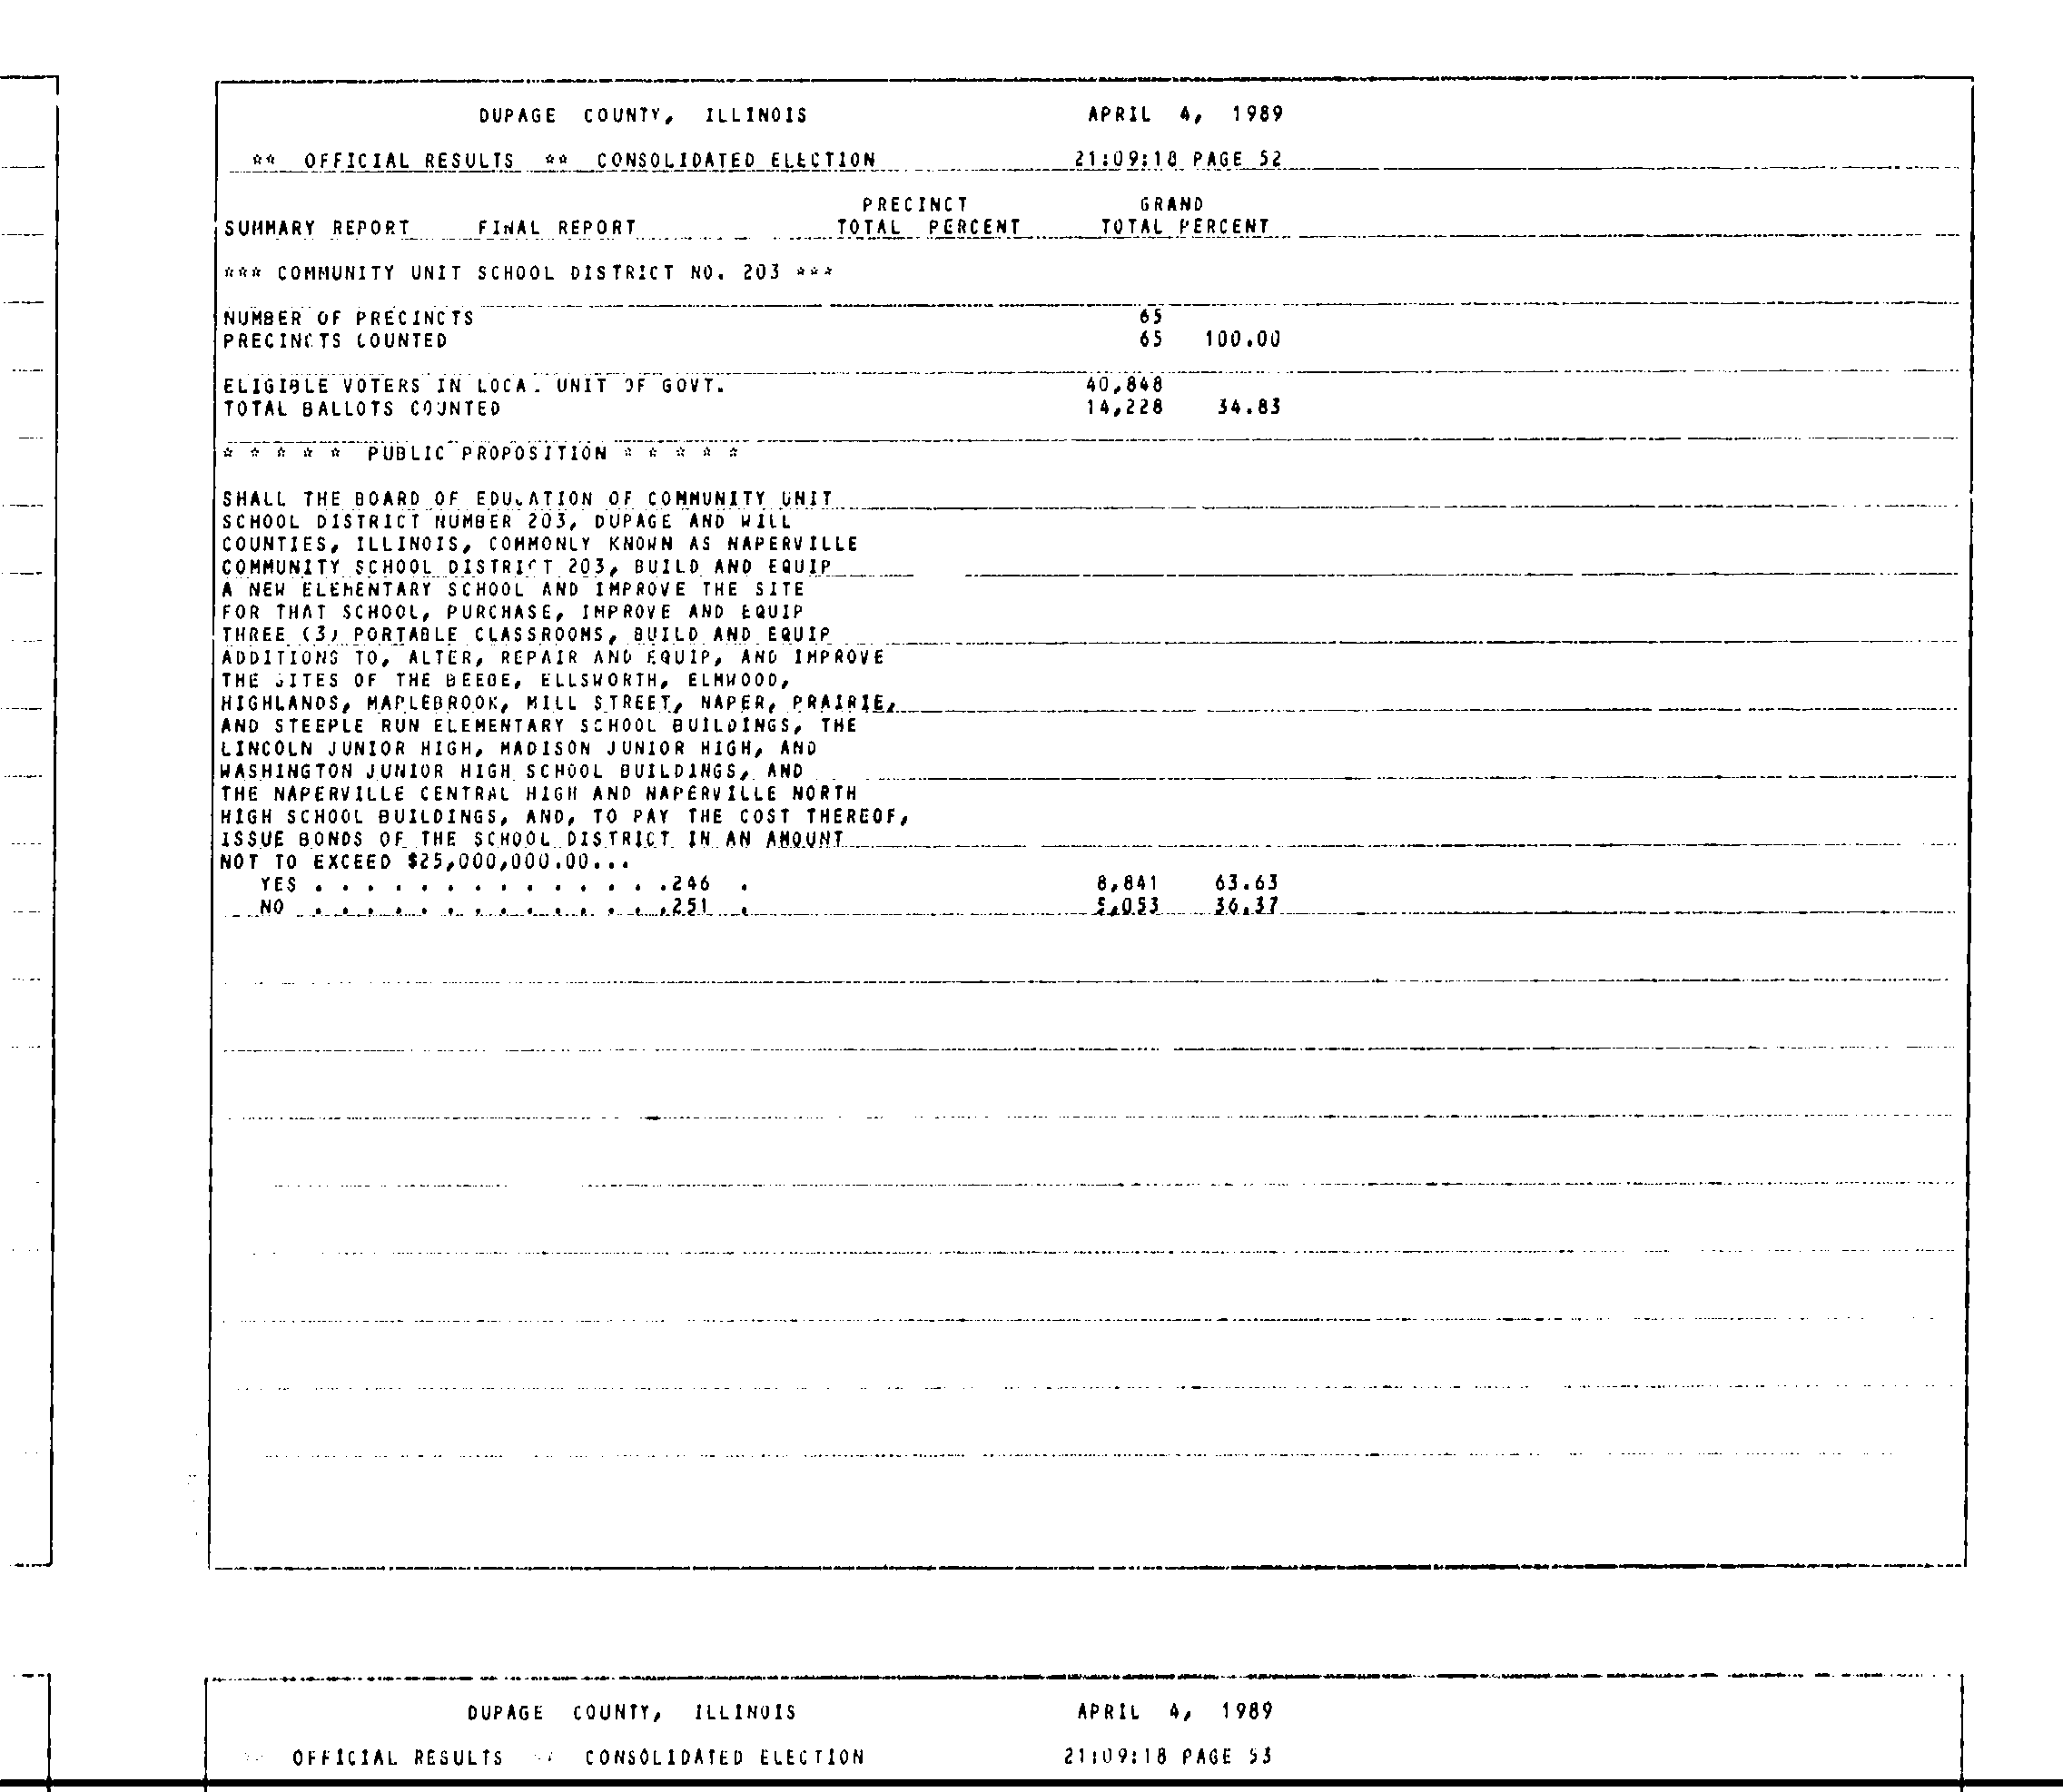 DUPAGE COUNTY, ILLINOIS APRIL 4, 1989
** OFFICIAL RESULTS ** CONSOLIDATED ELECTION 21:09:18 PAGE 52
PRECINCT GRAND
SUMMARY REPORT FINAL REPORT TOTAL PERCENT TOTAL PERCENT
*** COMMUNITY UNIT SCHOOL DISTRICT NO. 203 ***
NUMBER OF PRECINCTS 65
PRECINCTS COUNTED 65 100.00
ELIGIBLE VOTERS IN LOCAL UNIT OF GOVT. 40,848
TOTAL BALLOTS COUNTED 14,228 34.83
* * * * * PUBLIC PROPOSITION * * * * *
SHALL THE BOARD OF EDUCATION OF COMMUNITY UNIT
SCHOOL DISTRICT NUMBER 203, DUPAGE AND WILL
COUNTIES, ILLINOIS, COMMONLY KNOWN AS NAPERVILLE
COMMUNITY SCHOOL DISTRICT 203, BUILD AND EQUIP
A NEW ELEMENTARY SCHOOL AND IMPROVE THE SITE
FOR THAT SCHOOL, PURCHASE, IMPROVE AND EQUIP
THREE (3) PORTABLE CLASSROOMS, BUILD AND EQUIP
ADDITIONS TO, ALTER, REPAIR AND EQUIP, AND IMPROVE
THE SITES OF THE BEEBE, ELLSWORTH, ELMWOOD,
HIGHLANDS, MAPLEBROOK, MILL STREET, NAPER, PRAIRIE,
AND STEEPLE RUN ELEMENTARY SCHOOL BUILDINGS, THE
LINCOLN JUNIOR HIGH, MADISON JUNIOR HIGH, AND
WASHINGTON JUNIOR HIGH SCHOOL BUILDINGS, AND
THE NAPERVILLE CENTRAL HIGH AND NAPERVILLE NORTH
HIGH SCHOOL BUILDINGS, AND, TO PAY THE COST THEREOF,
ISSUE BONDS OF THE SCHOOL DISTRICT IN AN AMOUNT
NOT TO EXCEED $25,000,000.00...
YES . . . . . . . . . . . . . .246 . 8,841 63.63
NO . . . . . . . . . . . . . .251 . 5,053 36.37
DUPAGE COUNTY, ILLINOIS APRIL 4, 1989
** OFFICIAL RESULTS ** CONSOLIDATED ELECTION 21:09:18 PAGE 53